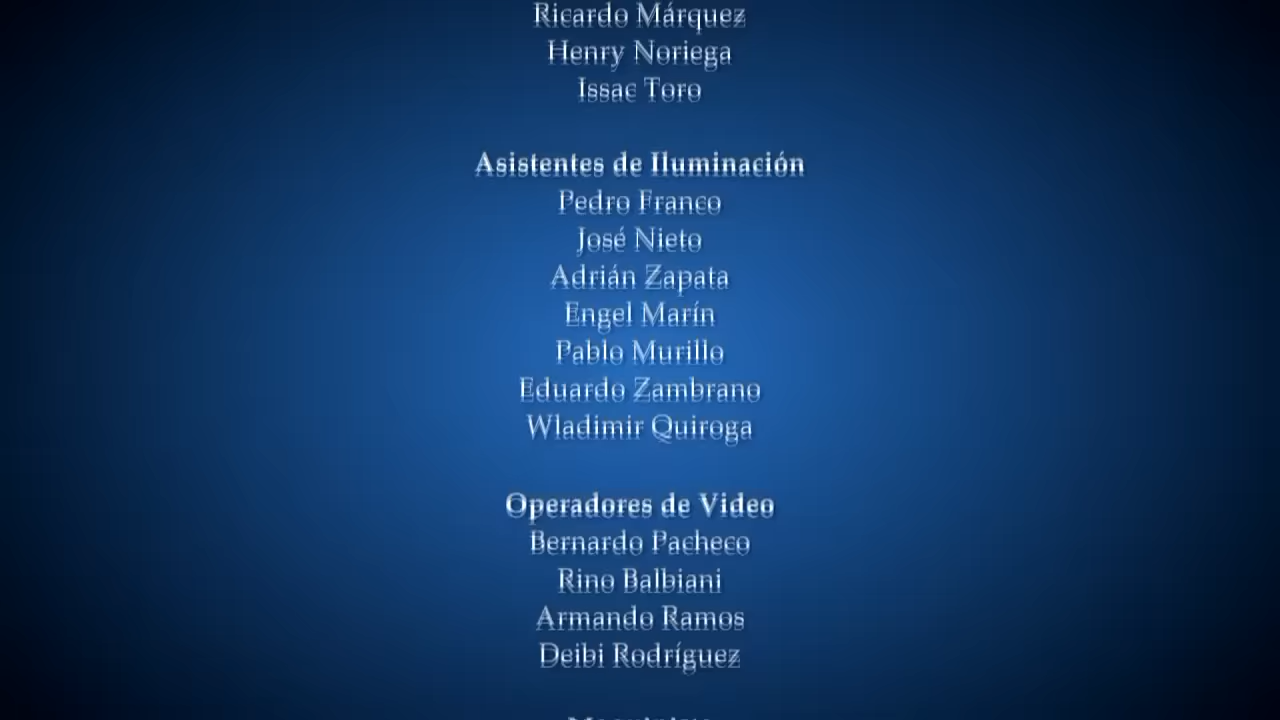 Ricardo Márquez
Henry Noriega
Issac Toro
Asistentes de Iluminación
Pedro Franco
José Nieto
Adrián Zapata
Engel Marín
Pablo Murillo
Eduardo Zambrano
Wladimir Quiroga
Operadores de Video
Bernardo Pacheco
Rino Balbiani
Armando Ramos
Deibi Rodríguez